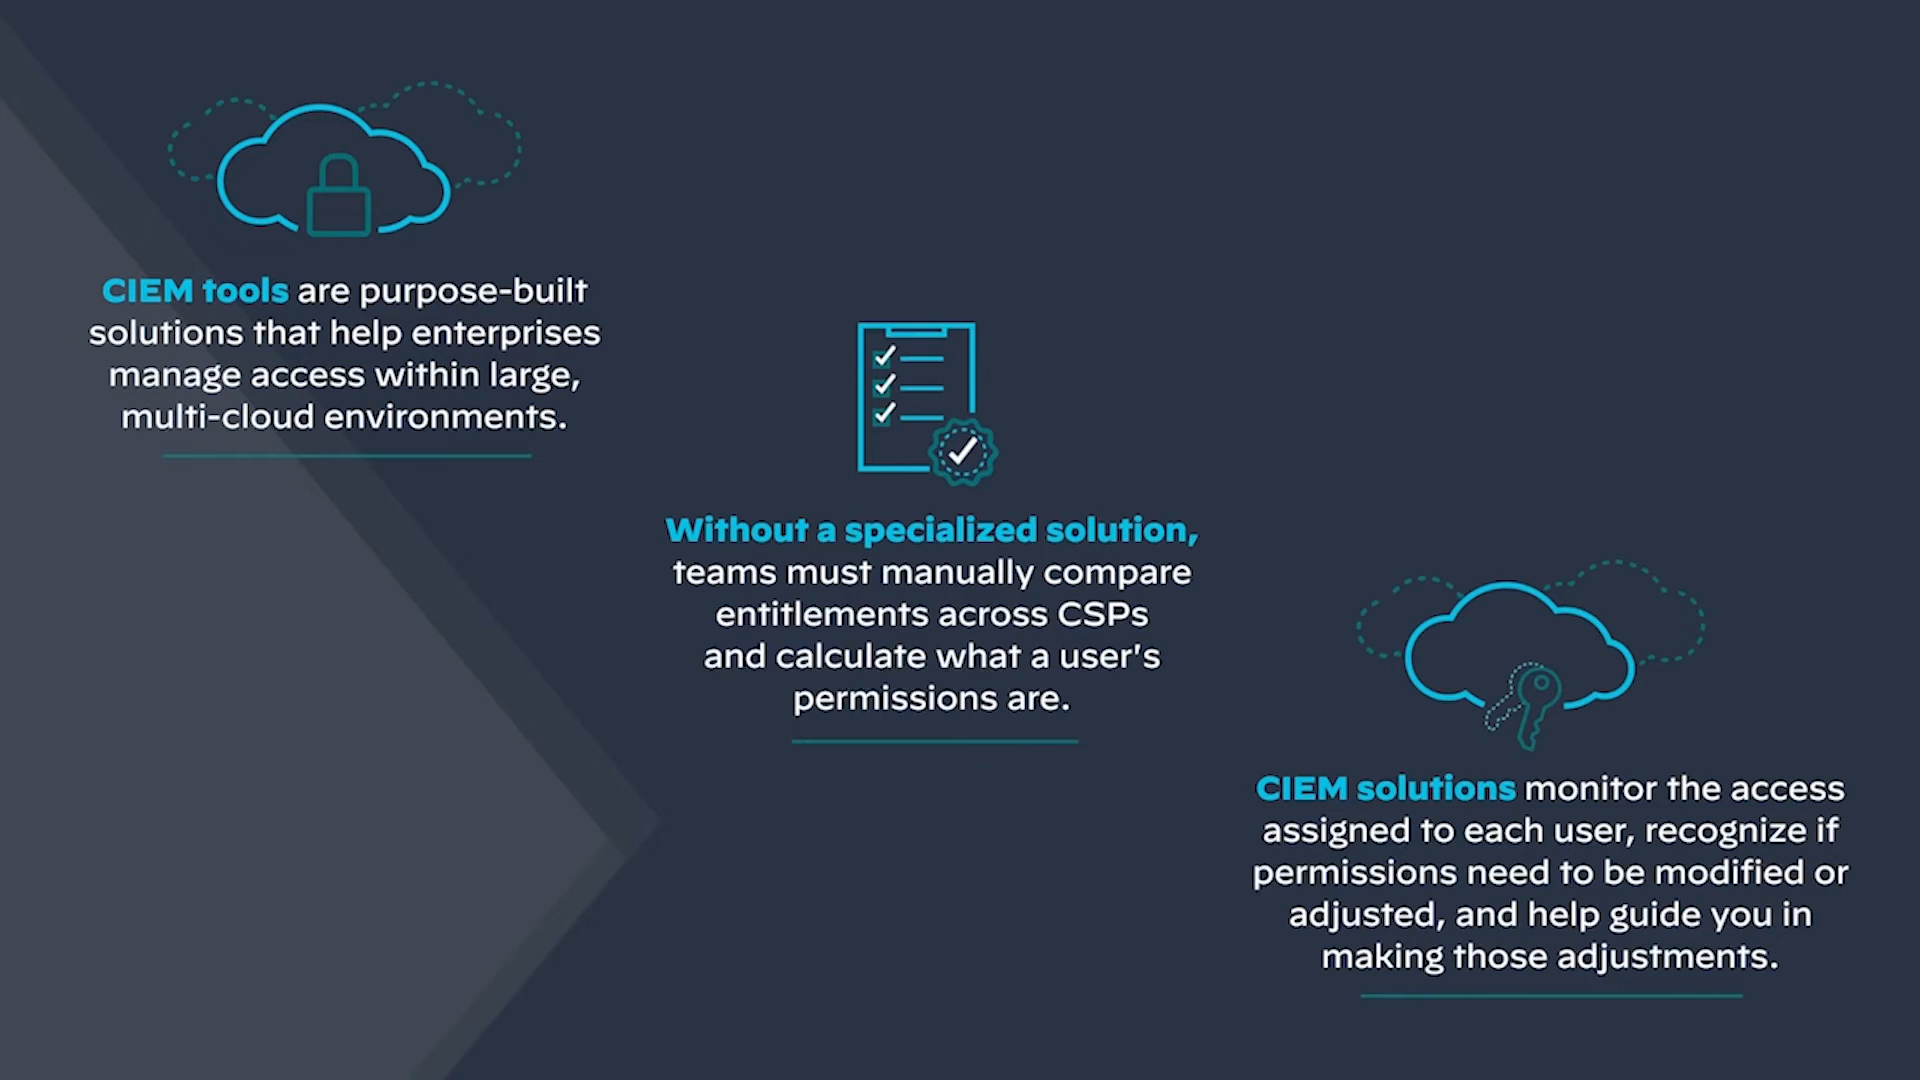 CIEM tools are purpose-built
solutions that help enterprises
manage access within large,
multi-cloud environments.
Without a specialized solution,
teams must manually compare
entitlements across CSPs
and calculate what a user's
permissions are.
CIEM solutions monitor the access
assigned to each user, recognize if
permissions need to be modified or
adjusted, and help guide you in
making those adjustments.